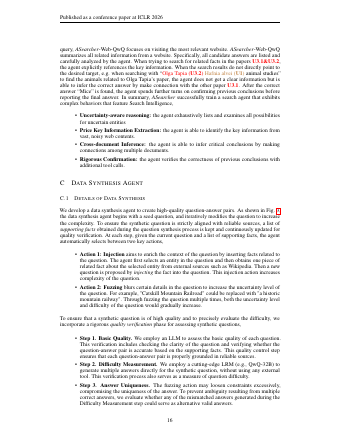 Published as a conference paper at ICLR 2026
query, ASearcher-Web-QwQ focuses on visiting the most relevant website. ASearcher-Web-QwQ
summarizes all related information from a website. Specifically, all candidate answers are listed and
carefully analyzed by the agent. When trying to search for related facts in the papers U3.1&U3.2,
the agent explicitly references the key information. When the search results do not directly point to
the desired target, e.g. when searching with "Olga Tapia (U3.2) Hafnia alvei (U1) animal studies"
to find the animals related to Olga Tapia's paper, the agent does not get a clear information but is
able to infer the correct answer by make connection with the other paper U3.1. After the correct
answer "Mice" is found, the agent spends further turns on confirming previous conclusions before
reporting the final answer. In summary, ASearcher successfully train a search agent that exhibits
complex behaviors that feature Search Intelligence.
• Uncertainty-aware reasoning: the agent exhaustively lists and examines all possibilities
for uncertain entities
• Price Key Information Extraction: the agent is able to identify the key information from
vast, noisy web contents.
• Cross-document Inference: the agent is able to infer critical conclusions by making
connections among multiple documents.
• Rigorous Confirmation: the agent verifies the correctness of previous conclusions with
additional tool calls.
C DATA SYNTHESIS AGENT
C.1 DETAILS OF DATA SYNTHESIS
We develop a data synthesis agent to create high-quality question-answer pairs. As shown in Fig.
the data synthesis agent begins with a seed question, and iteratively modifies the question to increase
the complexity. To ensure the synthetic question is strictly aligned with reliable sources, a list of
supporting facts obtained during the question synthesis process is kept and continuously updated for
quality verification. At each step, given the current question and a list of supporting facts, the agent
automatically selects between two key actions,
• Action 1: Injection aims to enrich the context of the question by inserting facts related to
the question. The agent first selects an entity in the question and then obtains one piece of
related fact about the selected entity from external sources such as Wikipedia. Then a new
question is proposed by injecting the fact into the question. This injection action increases
complexity of the question.
• Action 2: Fuzzing blurs certain details in the question to increase the uncertainty level of
the question. For example, "Catskill Mountain Railroad" could be replaced with "a historic
mountain railway". Through fuzzing the question multiple times, both the uncertainty level
and difficulty of the question would gradually increase.
To ensure that a synthetic question is of high quality and to precisely evaluate the difficulty, we
incorporate a rigorous quality verification phase for assessing synthetic questions,
• Step 1. Basic Quality. We employ an LLM to assess the basic quality of each question.
This verification includes checking the clarity of the question and verifying whether the
question-answer pair is accurate based on the supporting facts. This quality control step
ensures that each question-answer pair is properly grounded in reliable sources.
• Step 2. Difficulty Measurement. We employ a cutting-edge LRM (e.g., QwQ-32B) to
generate multiple answers directly for the synthetic question, without using any external
tool. This verification process also serves as a measure of question difficulty.
• Step 3. Answer Uniqueness. The fuzzing action may loosen constraints excessively,
compromising the uniqueness of the answer. To prevent ambiguity resulting from multiple
correct answers, we evaluate whether any of the mismatched answers generated during the
Difficulty Measurement step could serve as alternative valid answers.
16